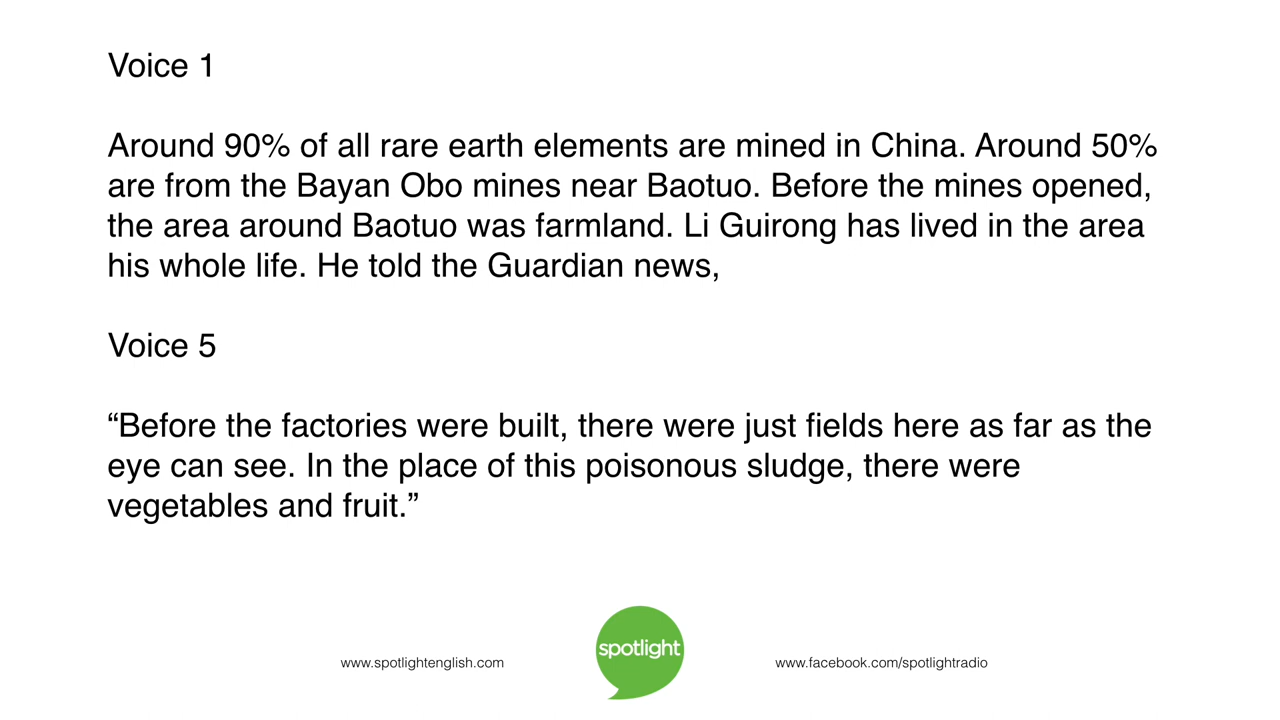 Voice 1
Around 90% of all rare earth elements are mined in China. Around 50%
are from the Bayan Obo mines near Baotuo. Before the mines opened,
the area around Baotuo was farmland. Li Guirong has lived in the area
his whole life. He told the Guardian news,
Voice 5
“Before the factories were built, there were just fields here as far as the
eye can see. In the place of this poisonous sludge, there were
vegetables and fruit.”
www.spotlightenglish.com
spotlight
www.facebook.com/spotlightradio